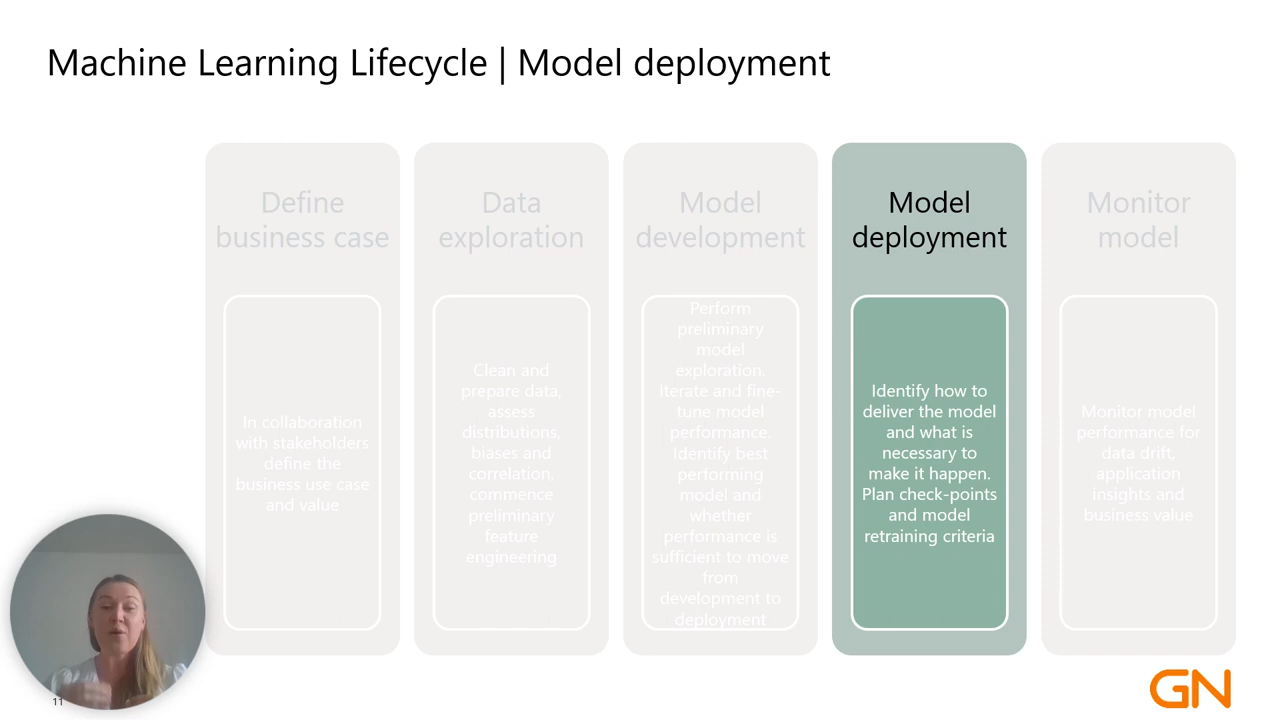 Machine Learning Lifecycle | Model deployment
Define
business case
In collaboration
with stakeholders
define the
business use case
and value
Data
exploration
Clean and
prepare data,
assess
distributions,
biases and
correlation,
commence
preliminary
feature
engineering
Model
development
Perform
preliminary
model
exploration.
Iterate and fine-
tune model
performance.
Identify best
performing
model and
whether
performance is
sufficient to move
from
development to
deployment
Model
deployment
Identify how to
deliver the model
and what is
necessary to
make it happen.
Plan check-points
and model
retraining criteria
Monitor
model
Monitor model
performance for
data drift,
application
insights and
business value
11
GN